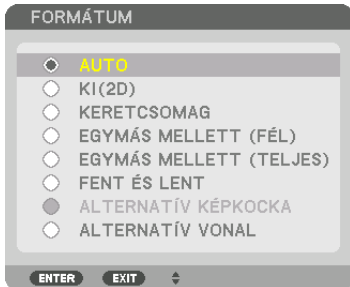 FORMÁTUM
AUTO
KI(2D)
KERETCSOMAG
EGYMÁS MELLETT (FÉL)
EGYMÁS MELLETT (TELJES)
FENT ÉS LENT
ALTERNATÍV KÉPKOCKA
ALTERNATÍV VONAL
ENTER EXIT